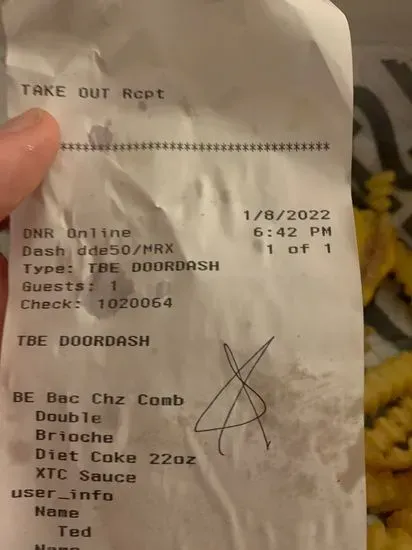 TAKE OUT Rcpt
***********************************
1/8/2022
DNR Online 6:42 PM
Dash dde50/MRX 1 of 1
Type: TBE DOORDASH
Guests: 1
Check: 1020064
TBE DOORDASH
BE Bac Chz Comb
Double
Brioche
Diet Coke 22oz
XTC Sauce
user_info
Name
Ted
Name